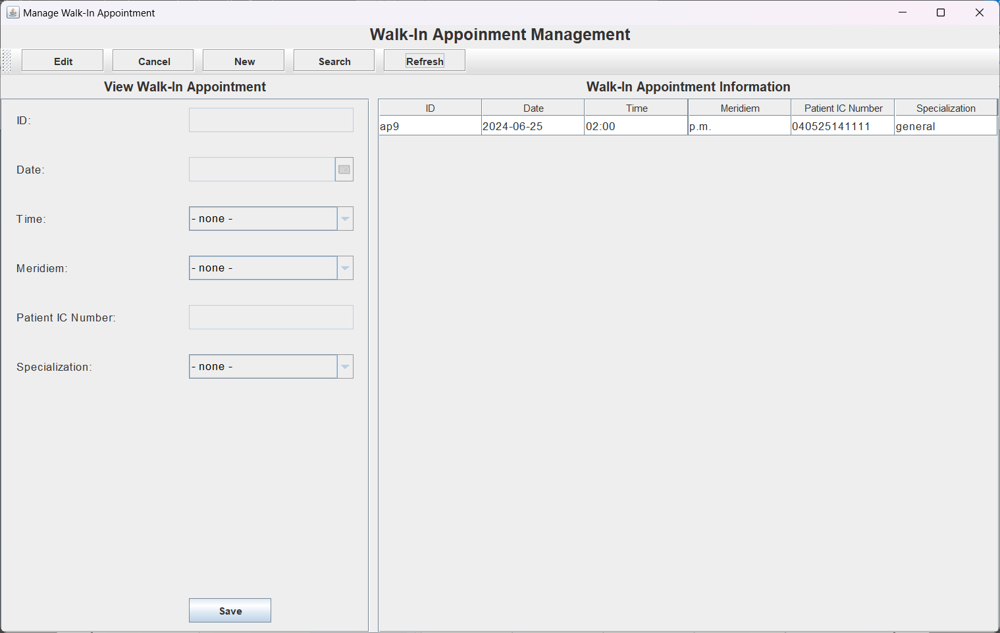 Manage Walk-In Appointment
Walk-In Appoinment Management
Edit Cancel New Search Refresh
View Walk-In Appointment
ID:
Date:
Time: - none -
Meridiem: - none -
Patient IC Number:
Specialization: - none -
Save
Walk-In Appointment Information
ID Date Time Meridiem Patient IC Number Specialization
ap9 2024-06-25 02:00 p.m. 040525141111 general